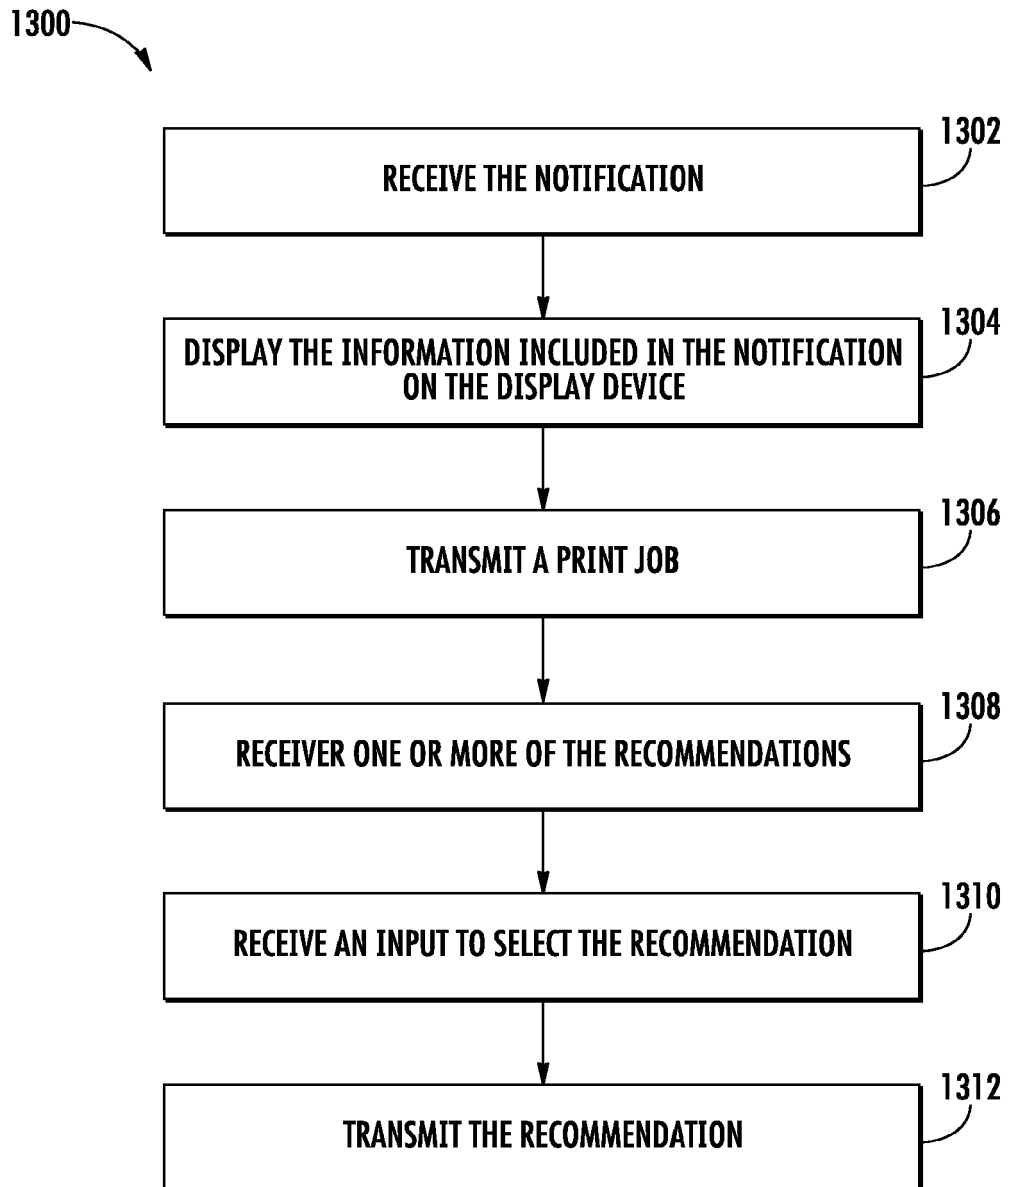 1300
1302
RECEIVE THE NOTIFICATION
1304
DISPLAY THE INFORMATION INCLUDED IN THE NOTIFICATION
ON THE DISPLAY DEVICE
1306
TRANSMIT A PRINT JOB
1308
RECEIVER ONE OR MORE OF THE RECOMMENDATIONS
1310
RECEIVE AN INPUT TO SELECT THE RECOMMENDATION
1312
TRANSMIT THE RECOMMENDATION